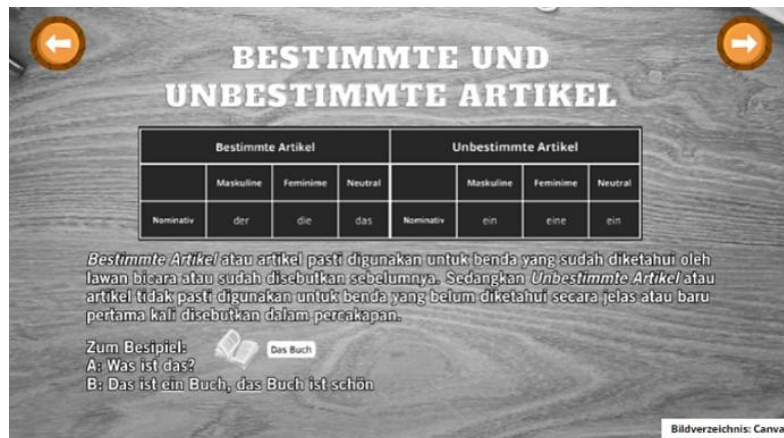 BESTIMMTE UND
UNBESTIMMTE ARTIKEL
Bestimmte Artikel Unbestimmte Artikel
Maskuline Feminime Neutral Maskuline Feminime Neutral
Nominativ der die das Nominativ ein eine ein
Bestimmte Artikel atau artikel pasti digunakan untuk benda yang sudah diketahui oleh
lawan bicara atau sudah disebutkan sebelumnya. Sedangkan Unbestimmte Artikel atau
artikel tidak pasti digunakan untuk benda yang belum diketahui secara jelas atau baru
pertama kali disebutkan dalam percakapan.
Zum Besipiel:
Das Buch
A: Was ist das?
B: Das ist ein Buch, das Buch ist schön
Bildverzeichnis: Canva